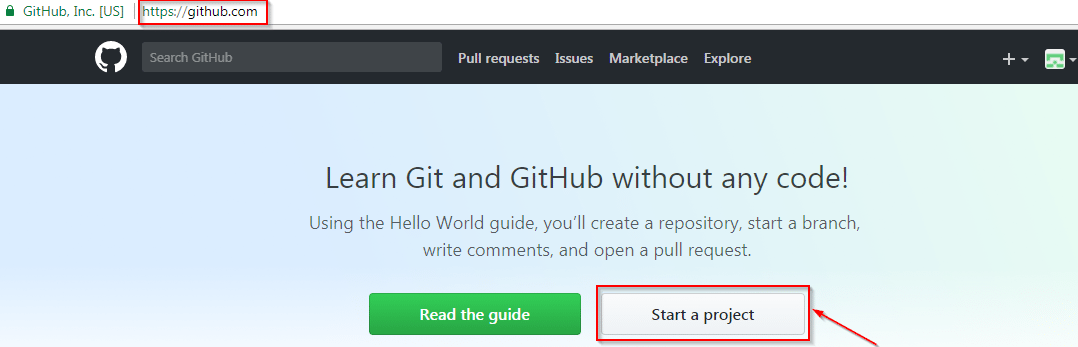 GitHub, Inc. [US] https://github.com
Search GitHub Pull requests Issues Marketplace Explore
Learn Git and GitHub without any code!
Using the Hello World guide, you’ll create a repository, start a branch,
write comments, and open a pull request.
Read the guide Start a project